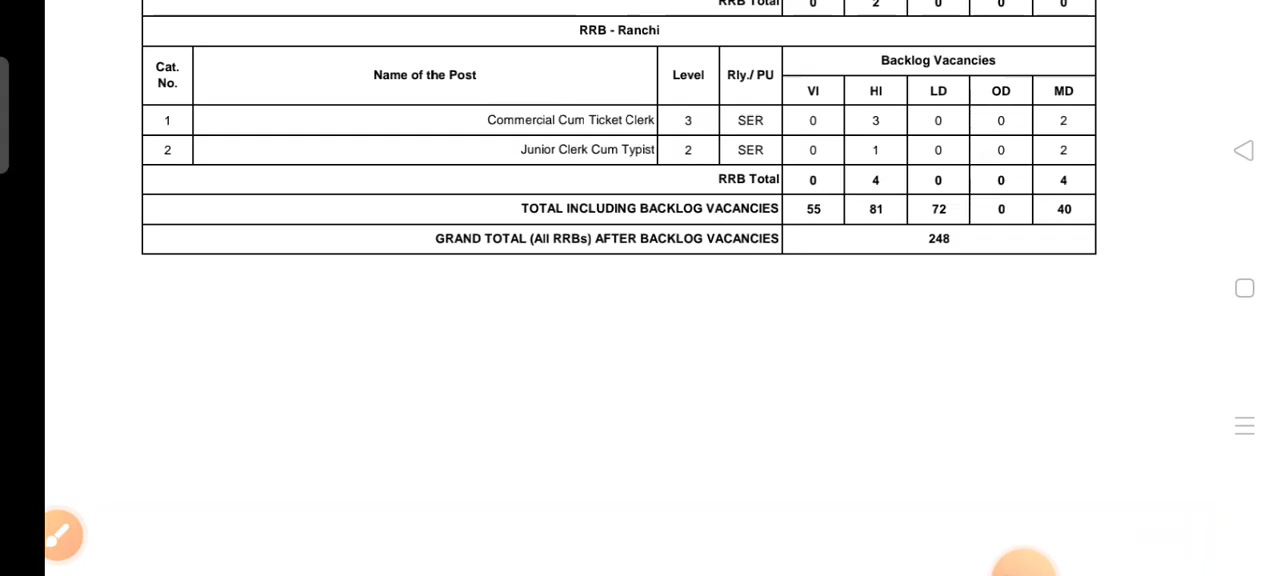 RRB Total 0 2 0 0 0
RRB - Ranchi
Cat. No. Name of the Post Level Rly./ PU Backlog Vacancies
VI HI LD OD MD
1 Commercial Cum Ticket Clerk 3 SER 0 3 0 0 2
2 Junior Clerk Cum Typist 2 SER 0 1 0 0 2
RRB Total 0 4 0 0 4
TOTAL INCLUDING BACKLOG VACANCIES 55 81 72 0 40
GRAND TOTAL (All RRBs) AFTER BACKLOG VACANCIES 248